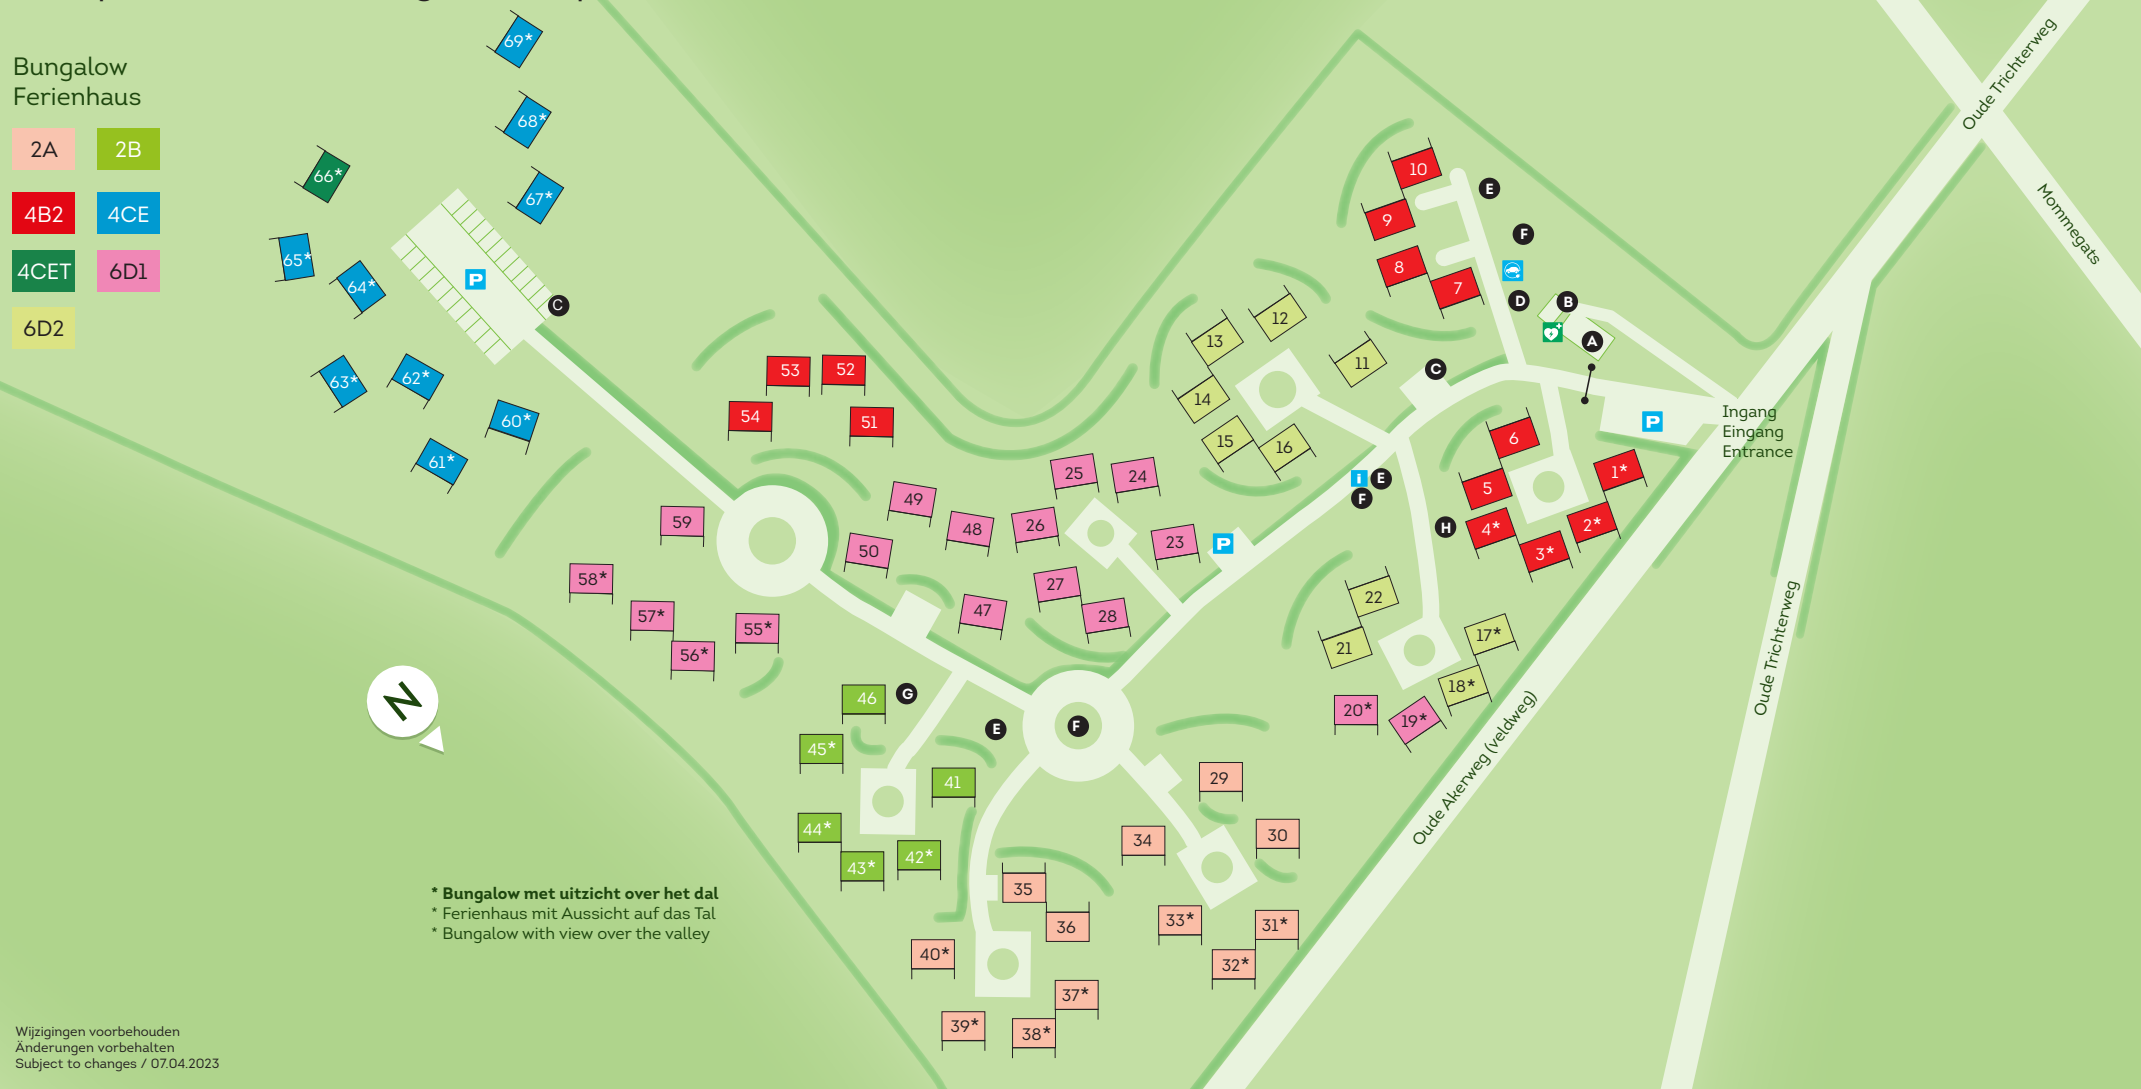 Bungalow
Ferienhaus
2A
2B
4B2
4CE
4CET
6D1
6D2
69*
68*
67*
66*
65*
64*
63*
62*
60*
61*
P
C
53
52
54
51
59
58*
57*
56*
55*
49
50
48
47
25
24
26
23
27
28
P
10
9
8
7
E
F
D
B
A
C
12
13
11
14
15
16
i
E
F
H
6
5
4*
3*
2*
1*
P
Ingang
Eingang
Entrance
Oude Trichterweg
Mommegats
Oude Trichterweg
Oude Akerweg (veldweg)
22
21
17*
18*
20*
19*
N
46
G
45*
41
44*
43*
42*
E
F
29
30
34
33*
31*
32*
35
36
40*
37*
39*
38*
* Bungalow met uitzicht over het dal
* Ferienhaus mit Aussicht auf das Tal
* Bungalow with view over the valley
Wijzigingen voorbehouden
Änderungen vorbehalten
Subject to changes / 07.04.2023